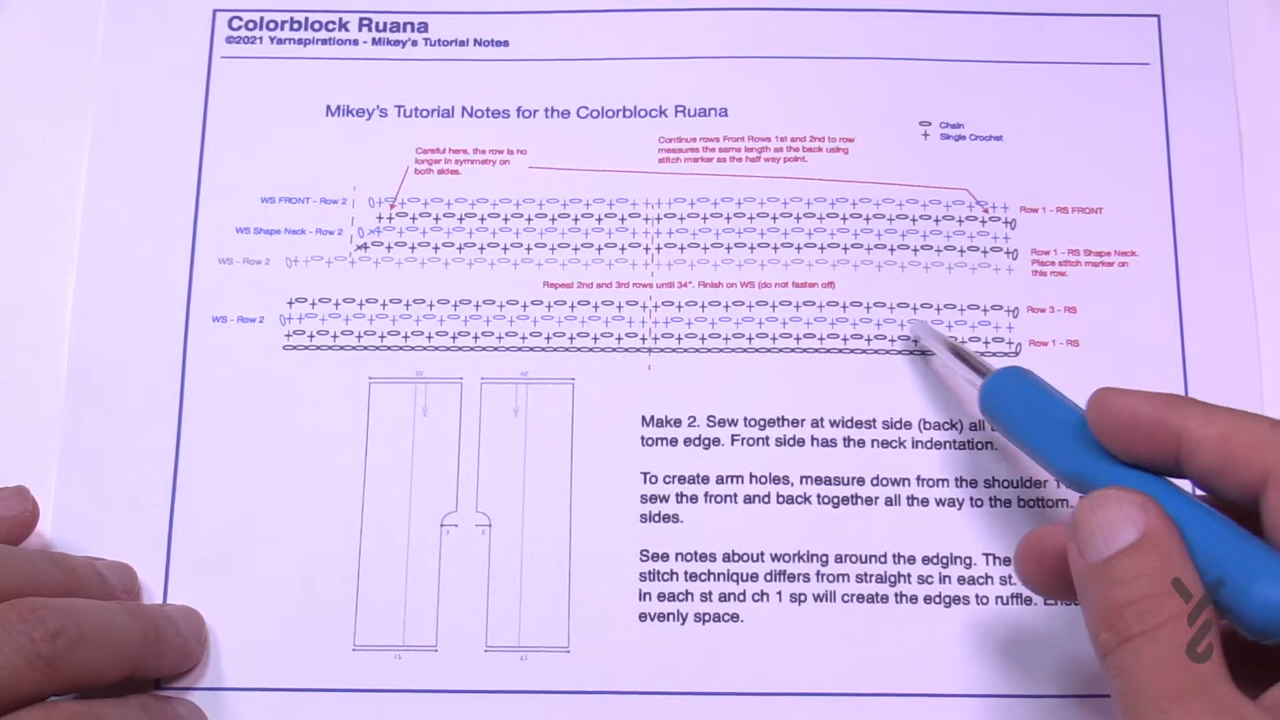 Colorblock Ruana
©2021 Yarnspirations - Mikey's Tutorial Notes
Mikey's Tutorial Notes for the Colorblock Ruana
Chain
Single Crochet
Careful here, the row is no
longer in symmetry on
both sides.
Continue rows Front Rows 1st and 2nd to row
measures the same length as the back using
stitch marker as the half way point.
WS FRONT - Row 2
Row 1 - RS FRONT
WS Shape Neck - Row 2
Row 1 - RS Shape Neck.
Place stitch marker on
this row.
WS - Row 2
Repeat 2nd and 3rd rows until 34". Finish on WS (do not fasten off)
Row 3 - RS
WS - Row 2
Row 1 - RS
Make 2. Sew together at widest side (back) all
tome edge. Front side has the neck indentation.
To create arm holes, measure down from the shoulder
sew the front and back together all the way to the bottom.
sides.
See notes about working around the edging. The
stitch technique differs from straight sc in each st.
in each st and ch 1 sp will create the edges to ruffle.
evenly space.